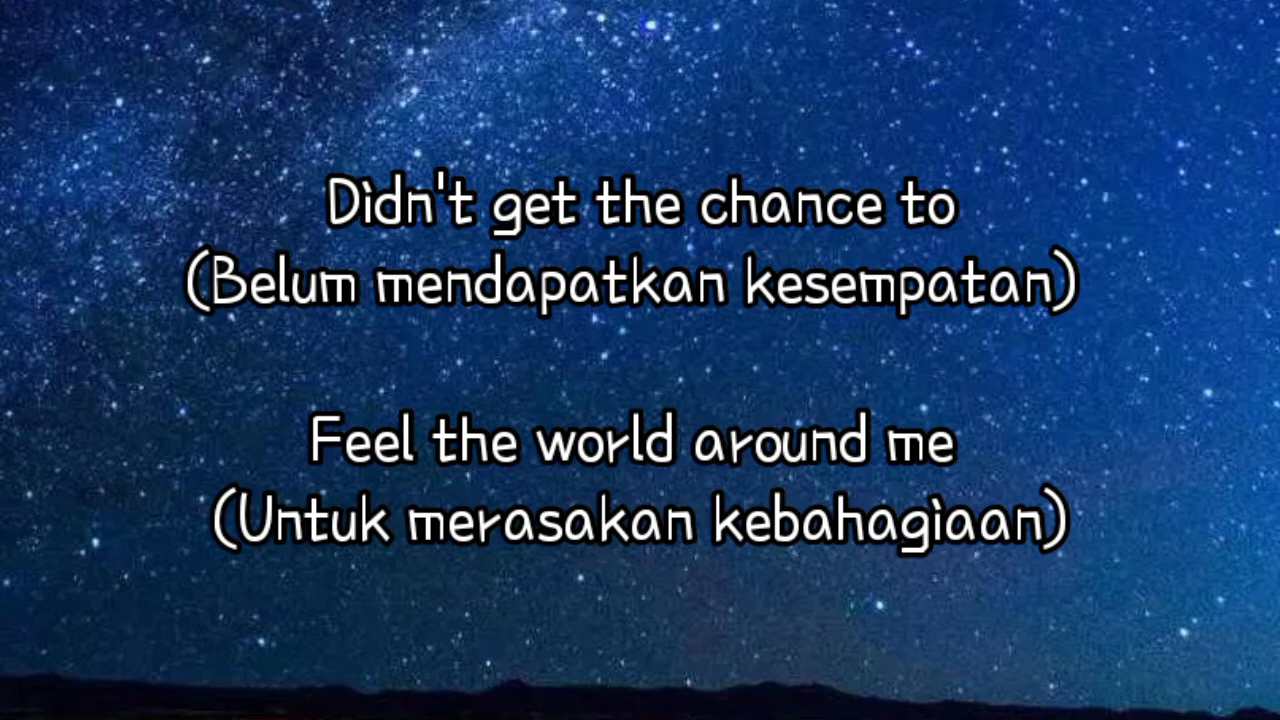 Didn't get the chance to
(Belum mendapatkan kesempatan)
Feel the world around me
(Untuk merasakan kebahagiaan)